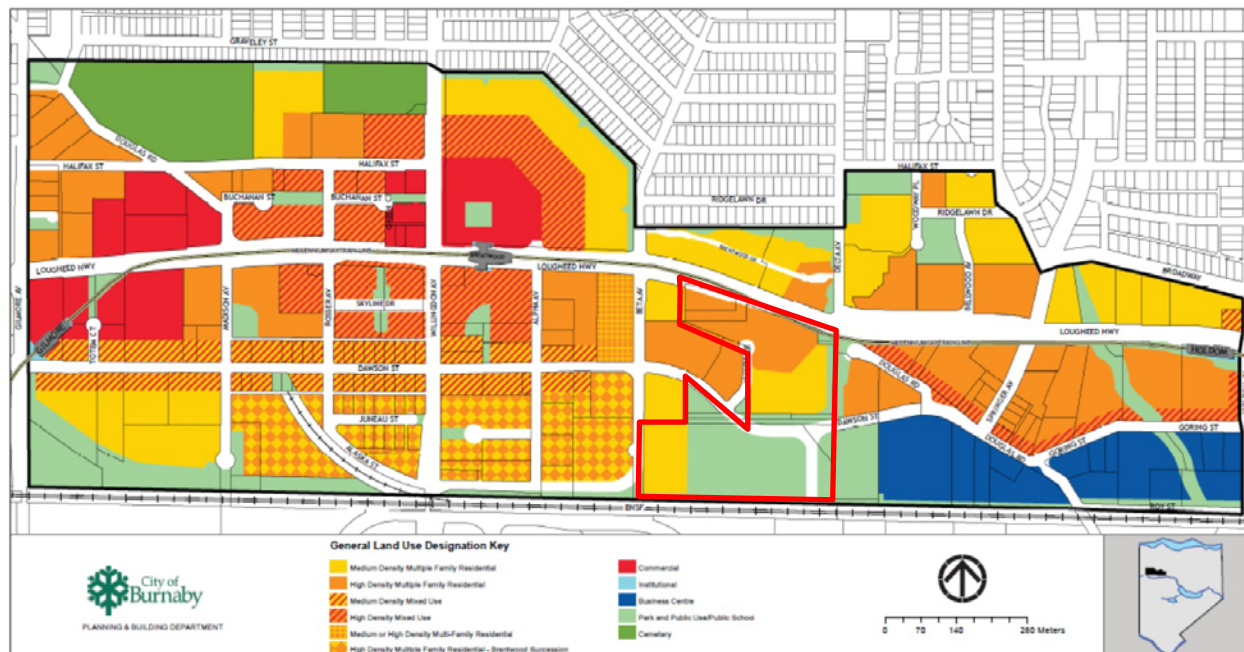 GRAVELEY ST
DOUGLAS RD
HALIFAX ST
HALIFAX ST
HALIFAX ST
BUCHANAN ST
BUCHANAN ST
RIDGELAWN DR
WOODWAY PL
RIDGELAWN DR
DELTA AV
BROADWAY
LOUGHEED HWY
BRENTWOOD
LOUGHEED HWY
BETA AV
LOUGHEED HWY
GILMORE AV
GILMORE
TOTEM CT
MADISON AV
ROSSER AV
SKYLINE DR
WILLINGDON AV
ALPHA AV
HOLDOM
DAWSON ST
DOUGLAS RD
SPRINGER AV
JUNEAU ST
ALASKA ST
DAWSON ST
DOUGLAS RD
GORING ST
GORING ST
BNSF
ROY ST
City of
Burnaby
PLANNING & BUILDING DEPARTMENT
General Land Use Designation Key
Medium Density Multiple Family Residential
High Density Multiple Family Residential
Medium Density Mixed Use
High Density Mixed Use
Medium or High Density Multi-Family Residential
High Density Multiple Family Residential - Brentwood Succession
Commercial
Institutional
Business Centre
Park and Public Use/Public School
Cemetery
0 70 140 280 Meters